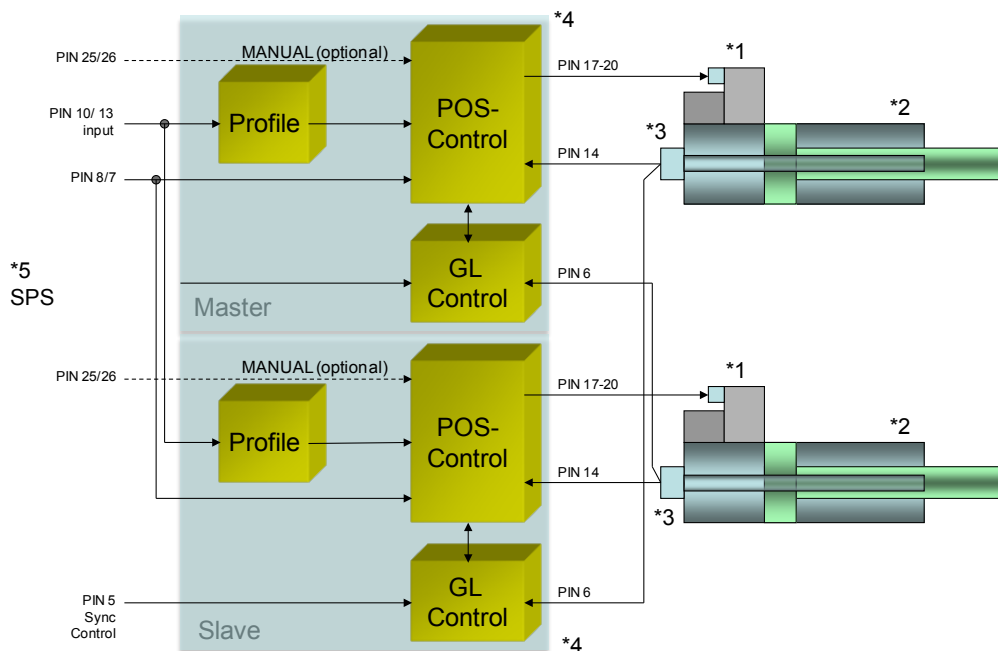 *4
MANUAL (optional)
PIN 25/26
PIN 17-20
*1
PIN 10/ 13
input
Profile
POS-
Control
*3
*2
PIN 14
PIN 8/7
*5
SPS
GL
Control
PIN 6
Master
MANUAL (optional)
PIN 25/26
PIN 17-20
*1
Profile
POS-
Control
*2
PIN 14
*3
PIN 5
Sync
Control
GL
Control
PIN 6
Slave
*4